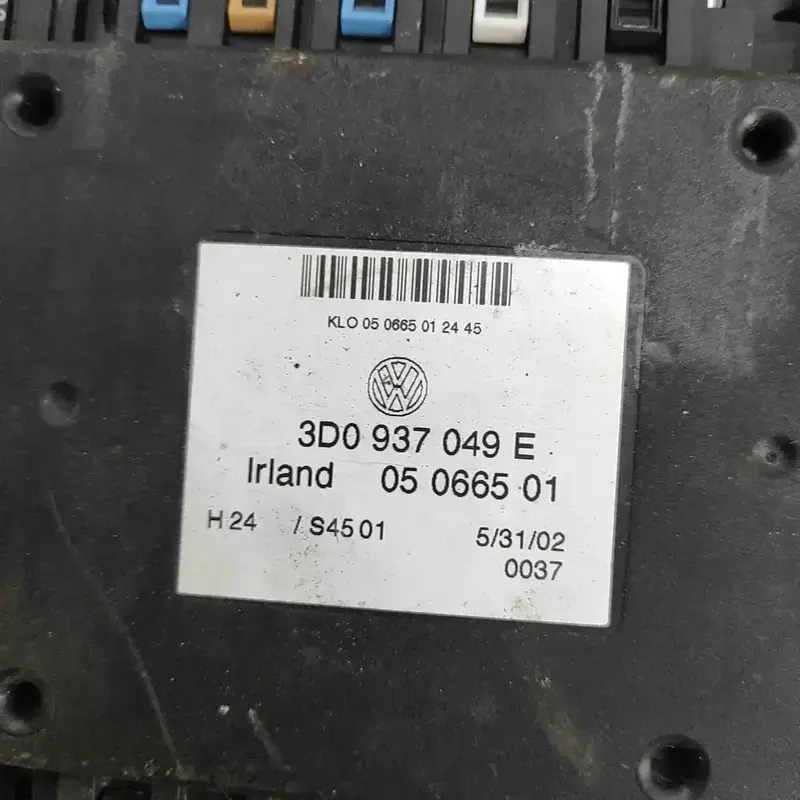 KLO 05 0665 01 24 45
3D0 937 049 E
Irland 05 0665 01
H 24 / S45 01 5/31/02
0037